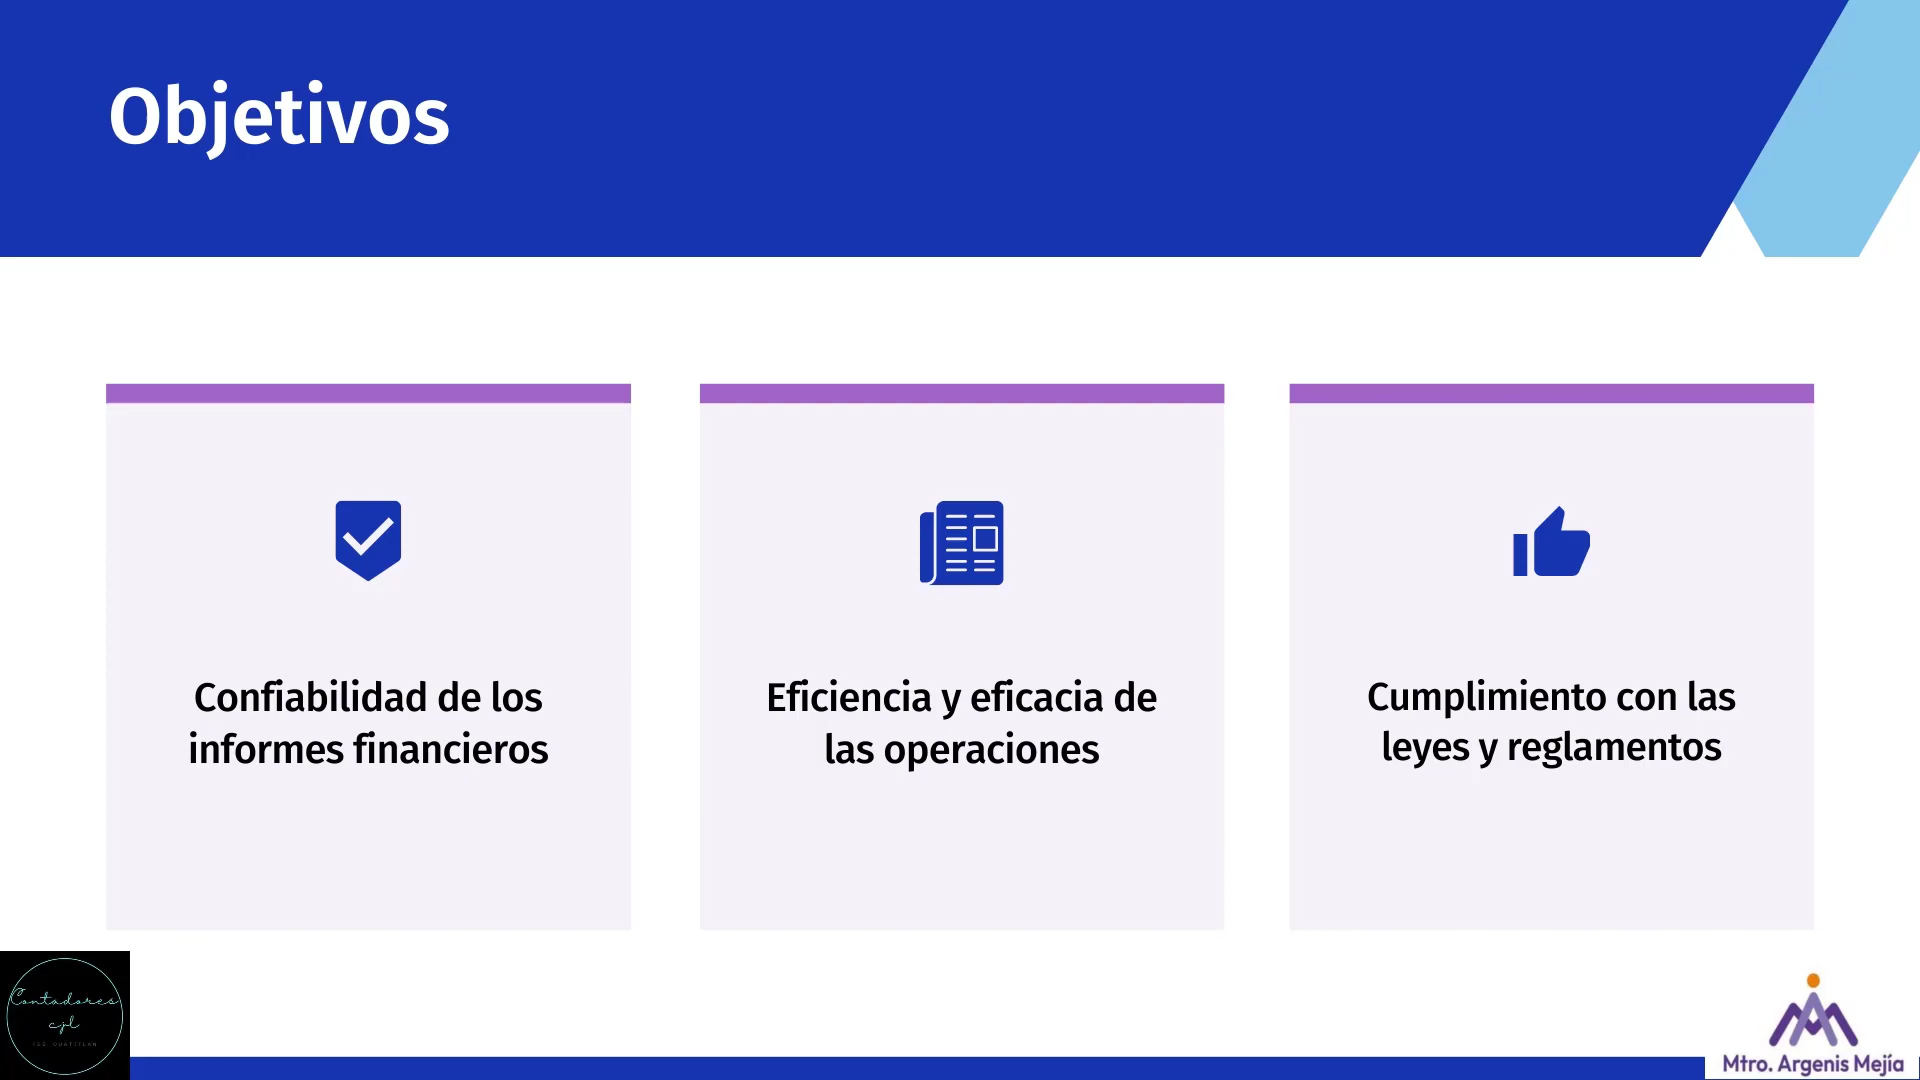 Objetivos
Confiabilidad de los
informes financieros
Eficiencia y eficacia de
las operaciones
Cumplimiento con las
leyes y reglamentos
Contadores
cjl
Mtro. Argenis Mejía